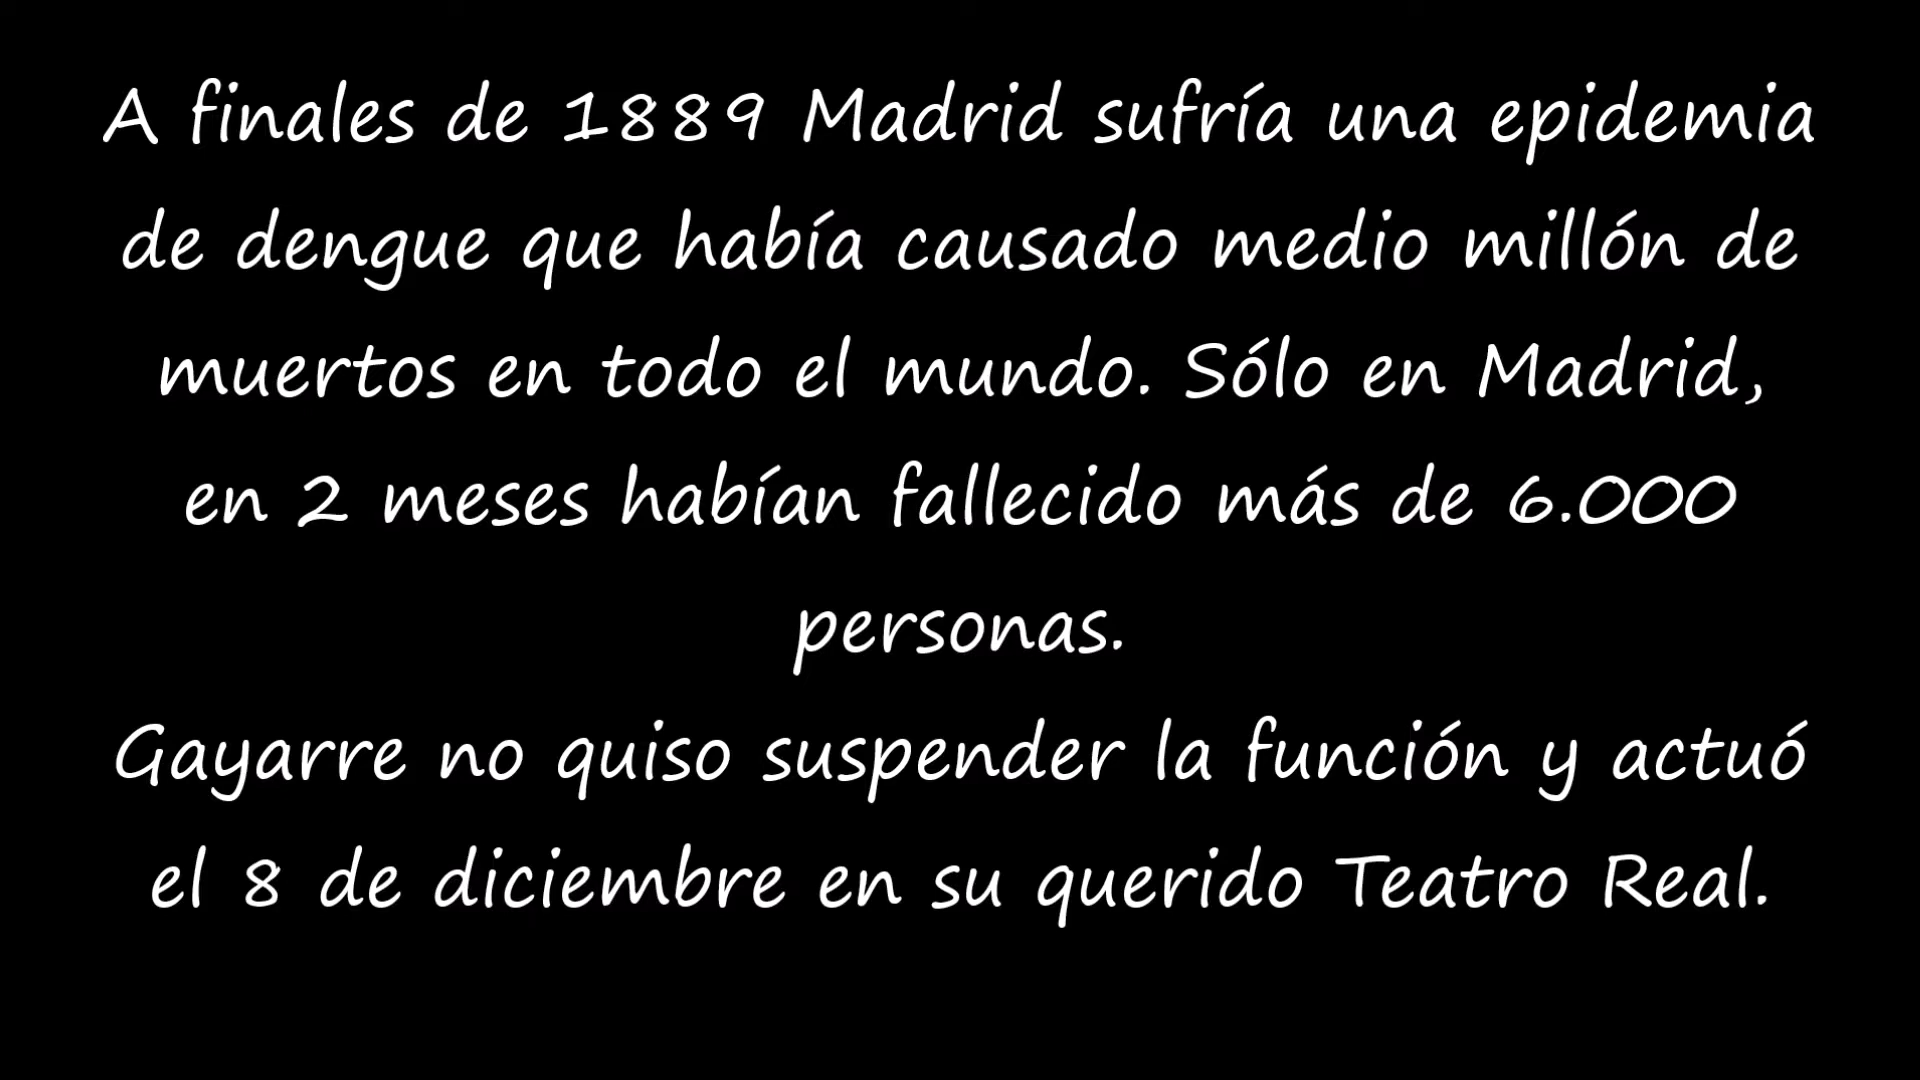 A finales de 1889 Madrid sufría una epidemia
de dengue que había causado medio millón de
muertos en todo el mundo. Sólo en Madrid,
en 2 meses habían fallecido más de 6.000
personas.
Gayarre no quiso suspender la función y actuó
el 8 de diciembre en su querido Teatro Real.